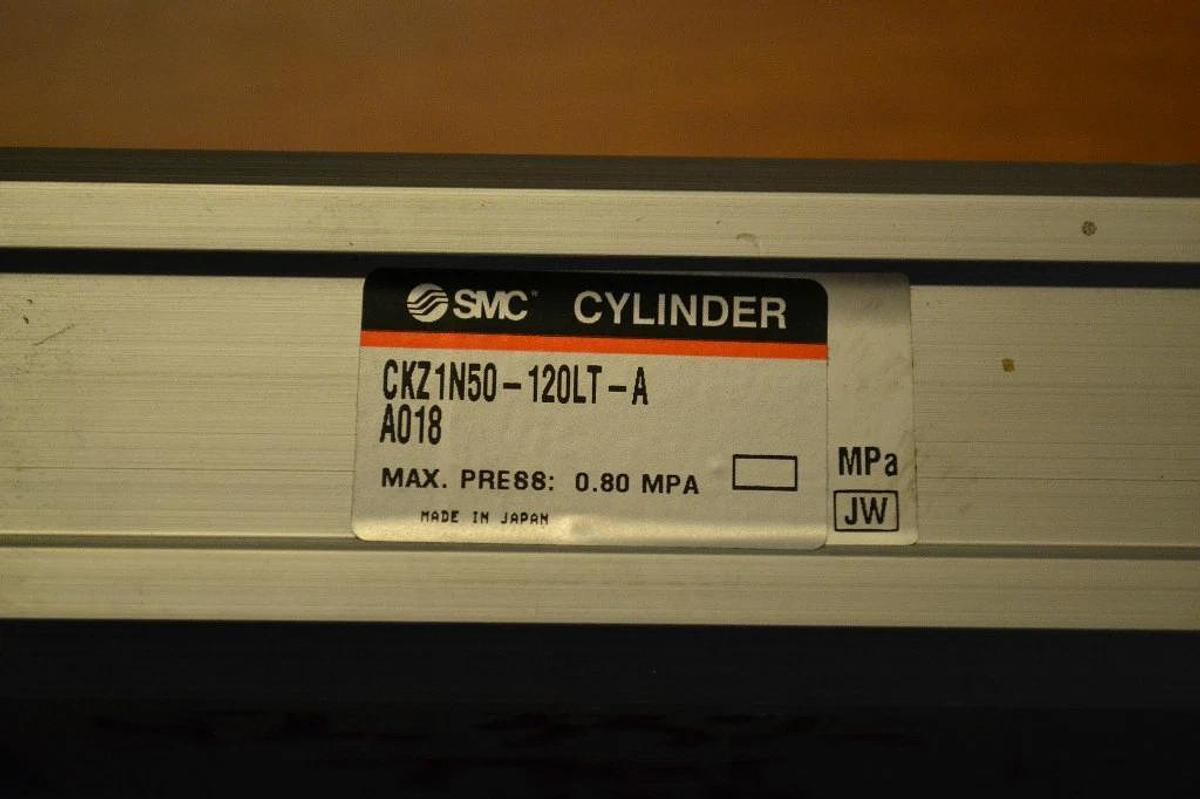 SMC CYLINDER
CKZ1N50-120LT-A
A018
MAX. PRESS: 0.80 MPA
MADE IN JAPAN
MPa
JW